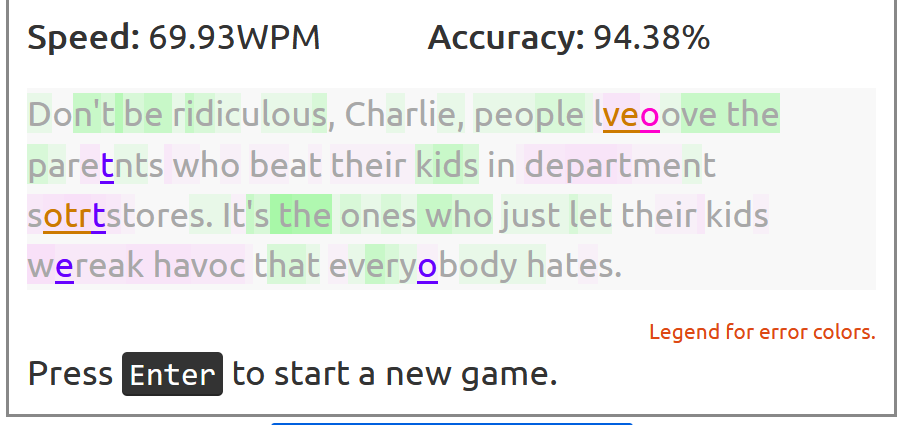 Speed: 69.93WPM Accuracy: 94.38%
Don't be ridiculous, Charlie, people lveoove the
paretnts who beat their kids in department
sotrtstores. It's the ones who just let their kids
wereak havoc that everyobody hates.
Legend for error colors.
Press Enter to start a new game.